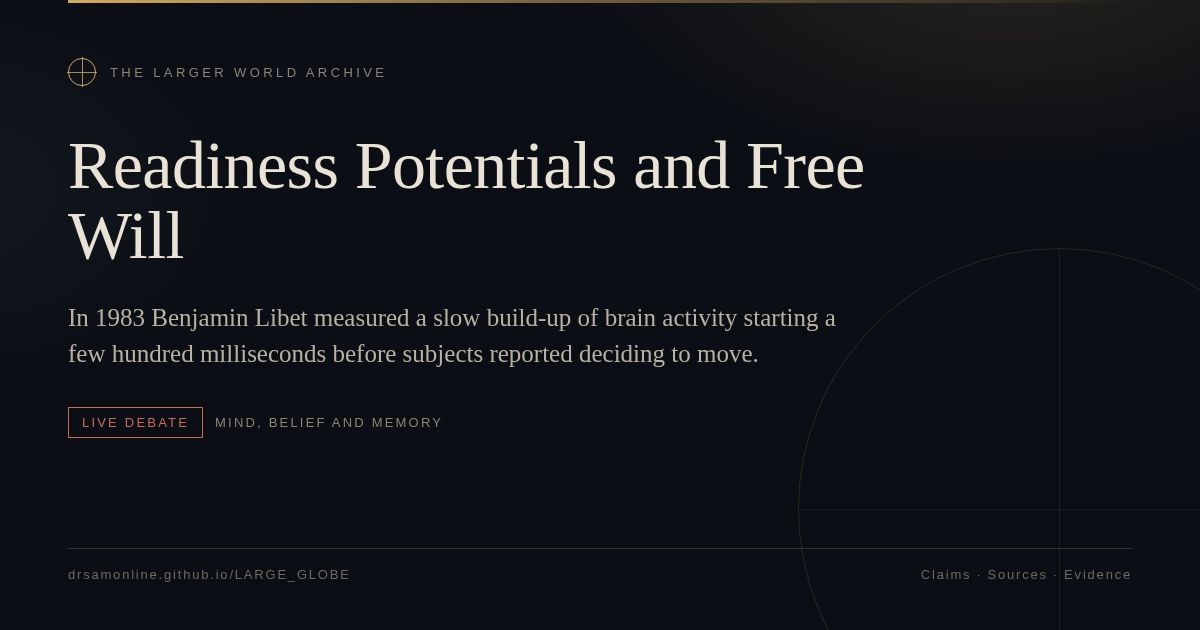 THE LARGER WORLD ARCHIVE
Readiness Potentials and Free
Will
In 1983 Benjamin Libet measured a slow build-up of brain activity starting a
few hundred milliseconds before subjects reported deciding to move.
LIVE DEBATE
MIND, BELIEF AND MEMORY
drsamonline.github.io/LARGE_GLOBE
Claims · Sources · Evidence